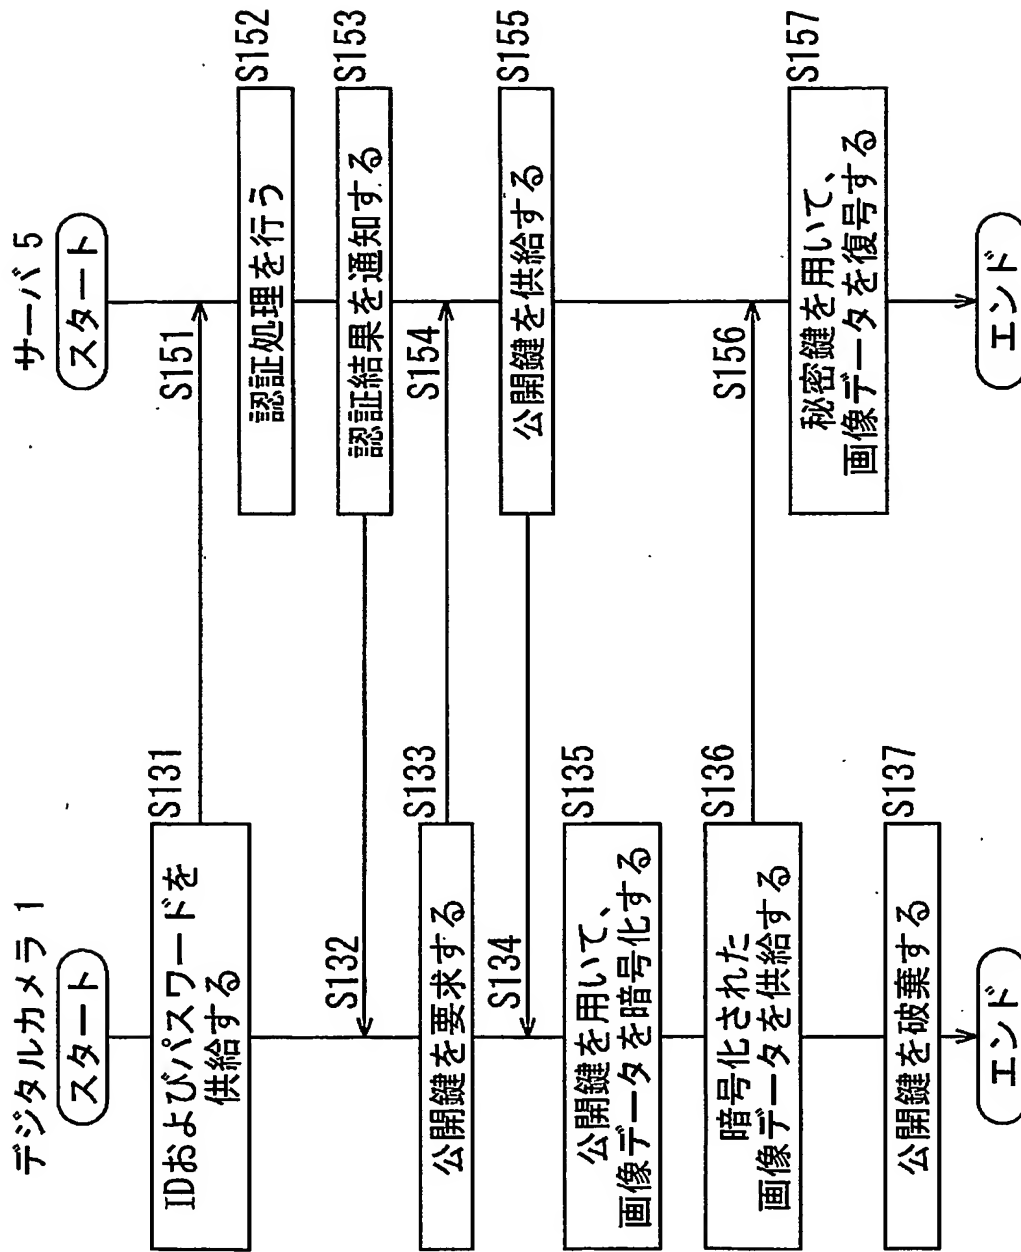 デジタルカメラ 1
スタート
S131
IDおよびパスワードを
供給する
S132
S133
公開鍵を要求する
S134
S135
公開鍵を用いて、
画像データを暗号化する
S136
暗号化された
画像データを供給する
S137
公開鍵を破棄する
エンド
サーバ 5
スタート
S151
S152
認証処理を行う
S153
認証結果を通知する
S154
S155
公開鍵を供給する
S156
S157
秘密鍵を用いて、
画像データを復号する
エンド